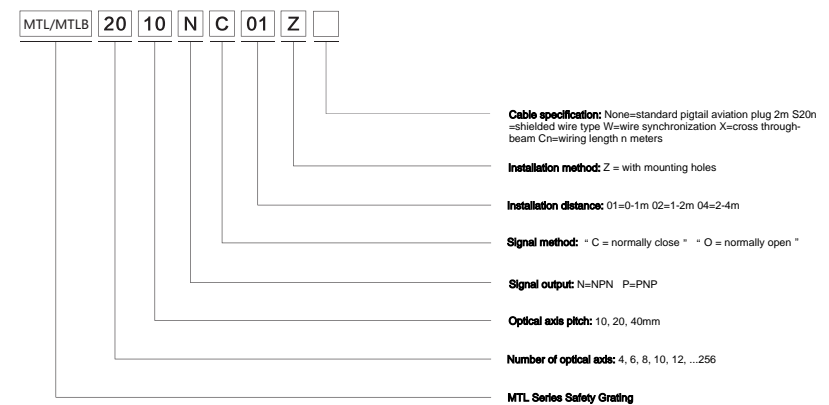 MTL/MTLB 20 10 N C 01 Z
Cable specification: None=standard pigtail aviation plug 2m S20n
=shielded wire type W=wire synchronization X=cross through-
beam Cn=wiring length n meters
Installation method: Z = with mounting holes
Installation distance: 01=0-1m 02=1-2m 04=2-4m
Signal method: “ C = normally close ” “ O = normally open ”
Signal output: N=NPN P=PNP
Optical axis pitch: 10, 20, 40mm
Number of optical axis: 4, 6, 8, 10, 12, ...256
MTL Series Safety Grating